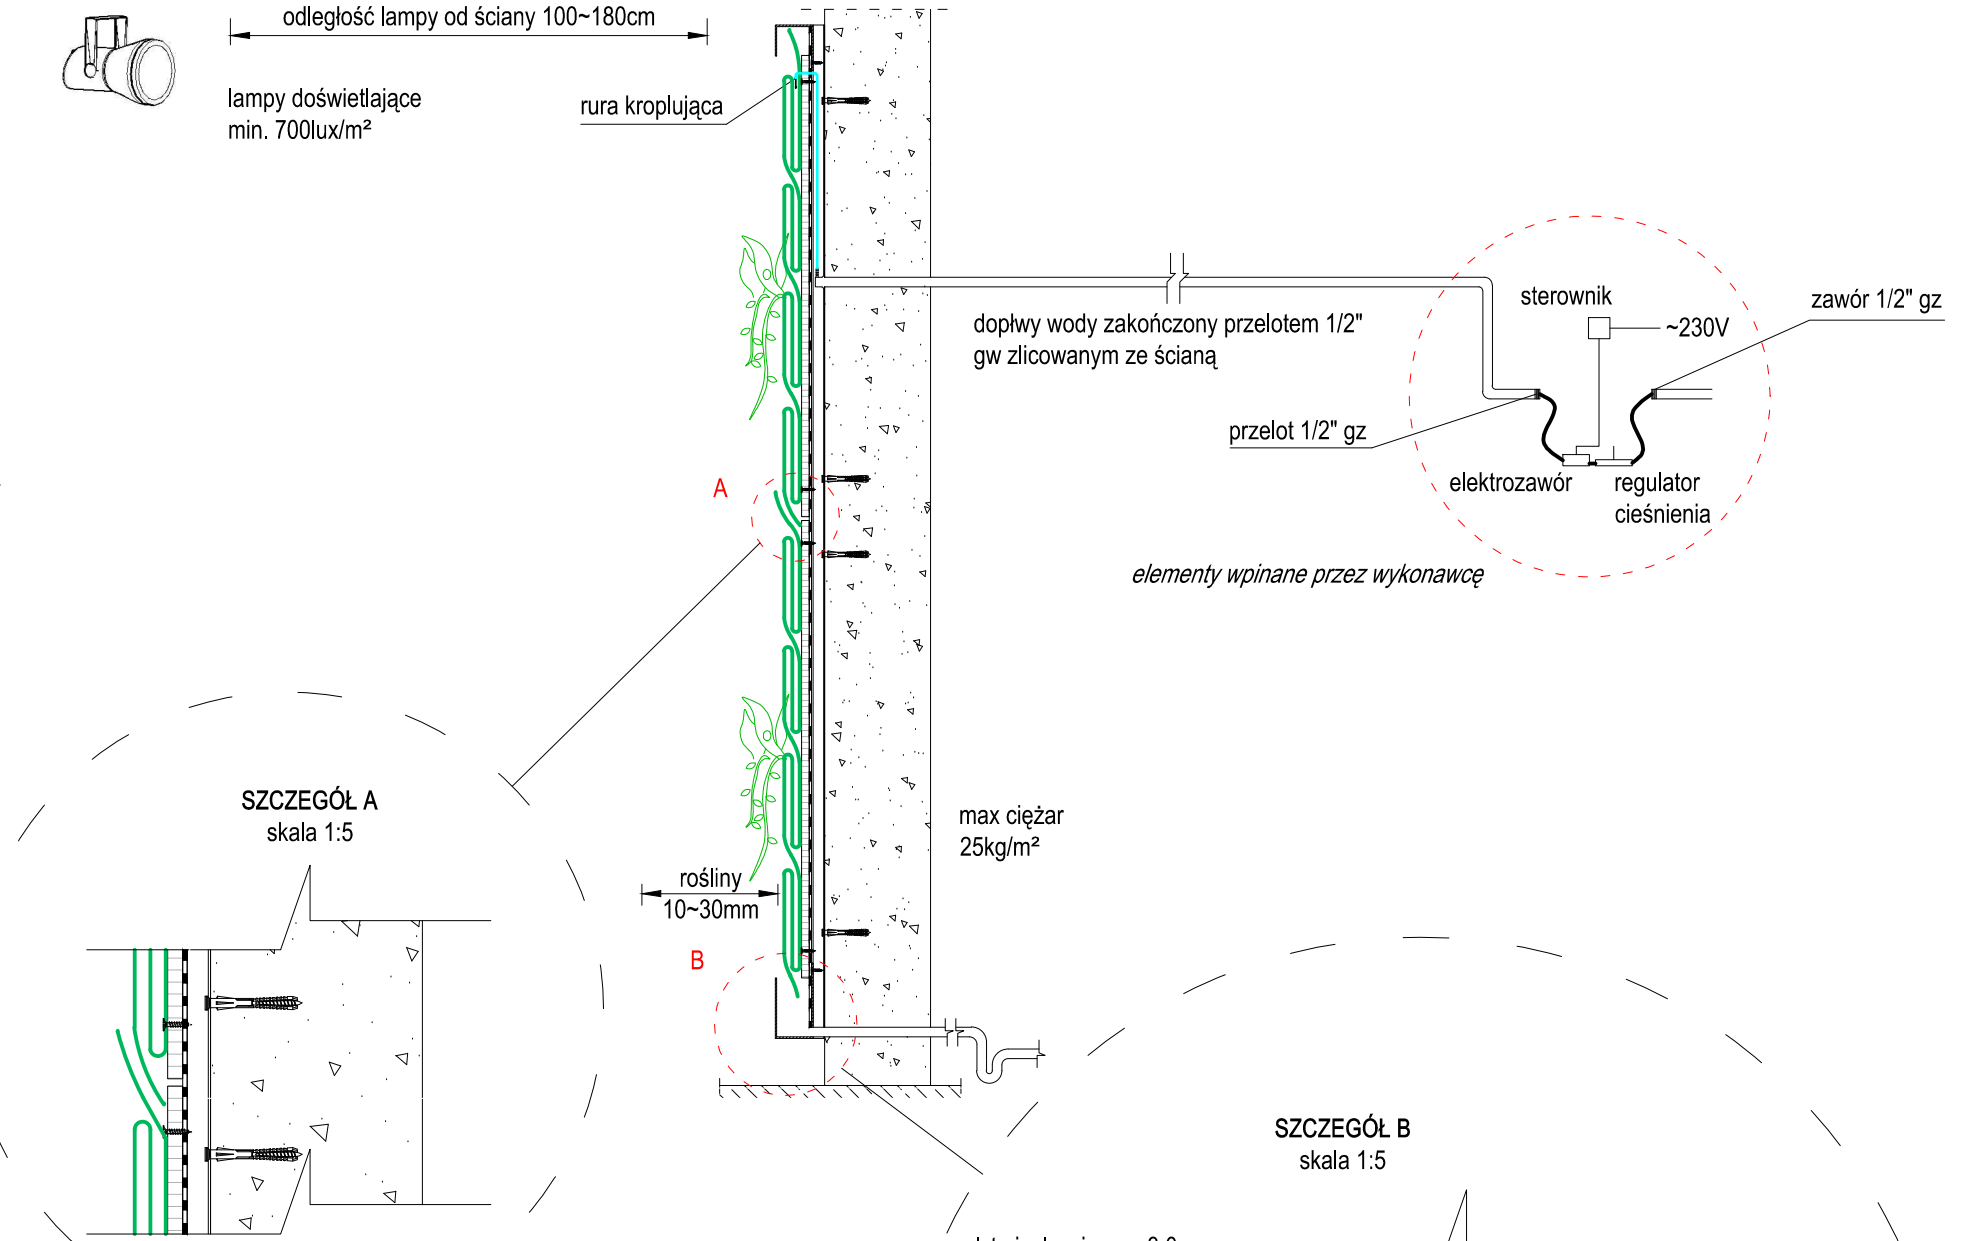 odległość lampy od ściany 100~180cm
lampy doświetlające
min. 700lux/m²
rura kroplująca
dopłwy wody zakończony przelotem 1/2"
gw zlicowanym ze ścianą
sterownik
~230V
zawór 1/2" gz
przelot 1/2" gz
elektrozawór
regulator
cieśnienia
elementy wpinane przez wykonawcę
A
SZCZEGÓŁ A
skala 1:5
max ciężar
25kg/m²
rośliny
10~30mm
B
SZCZEGÓŁ B
skala 1:5